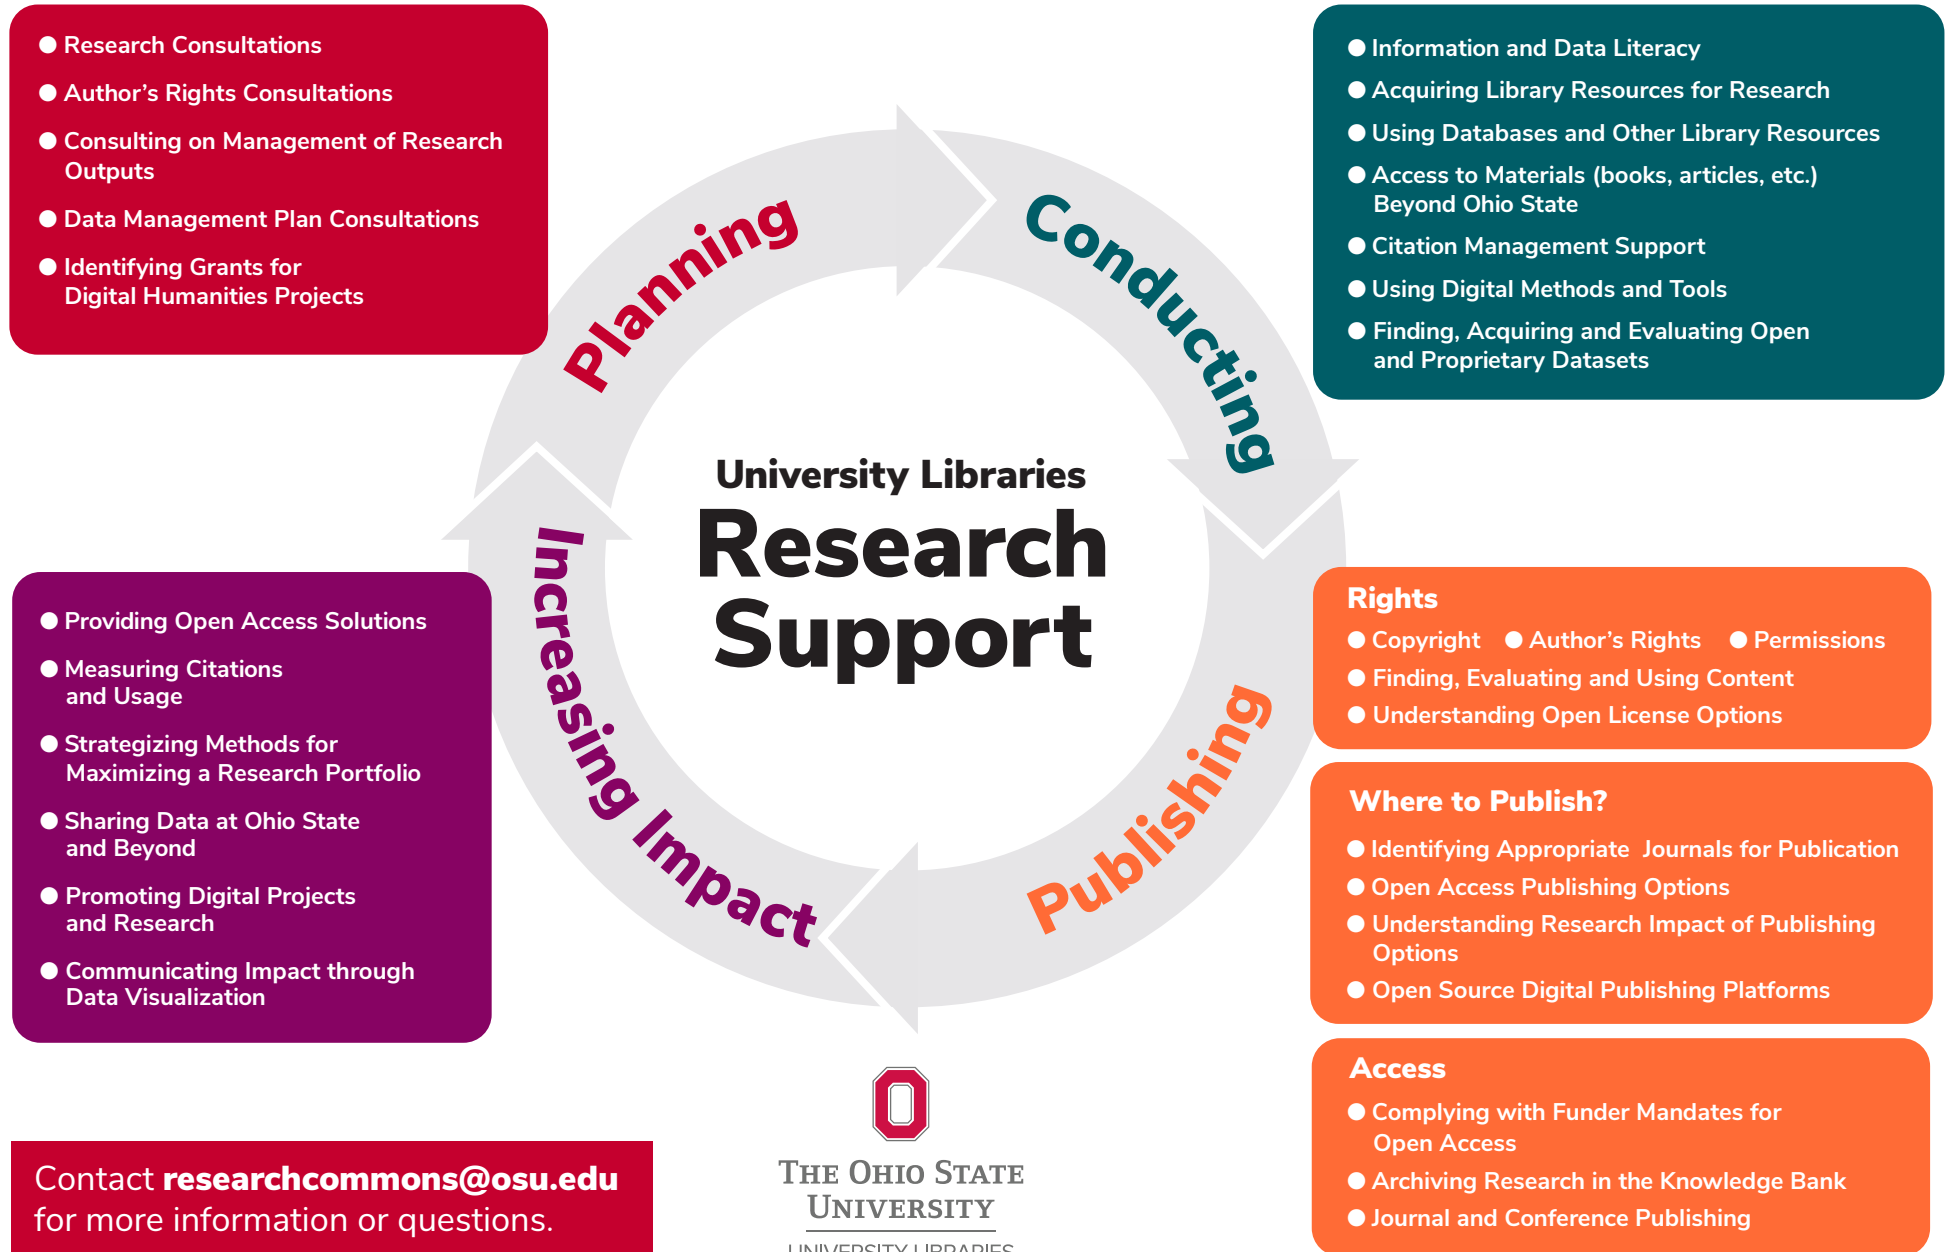 ● Research Consultations
● Author’s Rights Consultations
● Consulting on Management of Research
Outputs
● Data Management Plan Consultations
● Identifying Grants for
Digital Humanities Projects
● Information and Data Literacy
● Acquiring Library Resources for Research
● Using Databases and Other Library Resources
● Access to Materials (books, articles, etc.)
Beyond Ohio State
● Citation Management Support
● Using Digital Methods and Tools
● Finding, Acquiring and Evaluating Open
and Proprietary Datasets
Planning
Conducting
University Libraries
Research
Support
Increasing Impact
Publishing
● Providing Open Access Solutions
● Measuring Citations
and Usage
● Strategizing Methods for
Maximizing a Research Portfolio
● Sharing Data at Ohio State
and Beyond
● Promoting Digital Projects
and Research
● Communicating Impact through
Data Visualization
Rights
● Copyright ● Author’s Rights ● Permissions
● Finding, Evaluating and Using Content
● Understanding Open License Options
Where to Publish?
● Identifying Appropriate Journals for Publication
● Open Access Publishing Options
● Understanding Research Impact of Publishing
Options
● Open Source Digital Publishing Platforms
Access
● Complying with Funder Mandates for
Open Access
● Archiving Research in the Knowledge Bank
● Journal and Conference Publishing
Contact researchcommons@osu.edu
for more information or questions.
THE OHIO STATE
UNIVERSITY
UNIVERSITY LIBRARIES